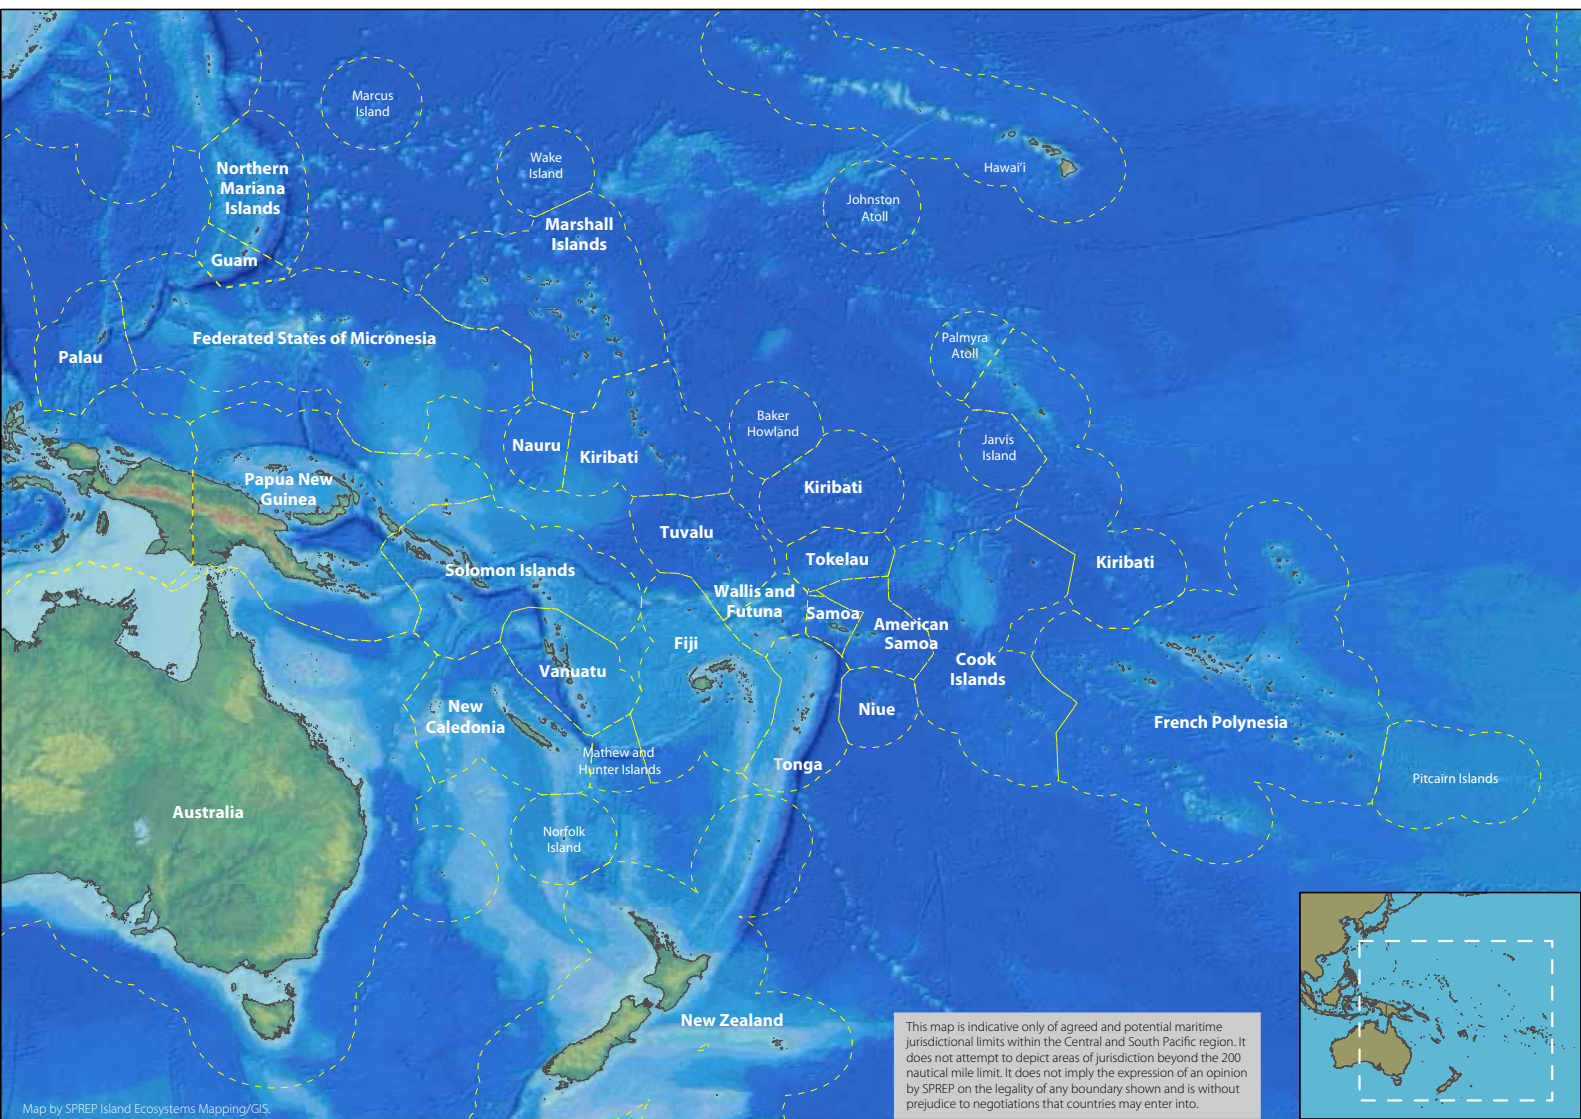 Marcus
Island
Wake
Island
Hawai'i
Northern
Mariana
Islands
Johnston
Atoll
Marshall
Islands
Guam
Federated States of Micronesia
Palau
Palmyra
Atoll
Baker
Howland
Jarvis
Island
Nauru
Kiribati
Papua New
Guinea
Kiribati
Tuvalu
Tokelau
Kiribati
Solomon Islands
Wallis and
Futuna
Samoa
American
Samoa
Fiji
Vanuatu
Cook
Islands
New
Caledonia
Niue
French Polynesia
Mathew and
Hunter Islands
Tonga
Pitcairn Islands
Australia
Norfolk
Island
New Zealand
This map is indicative only of agreed and potential maritime
jurisdictional limits within the Central and South Pacific region. It
does not attempt to depict areas of jurisdiction beyond the 200
nautical mile limit. It does not imply the expression of an opinion
by SPREP on the legality of any boundary shown and is without
prejudice to negotiations that countries may enter into.
Map by SPREP Island Ecosystems Mapping/GIS.